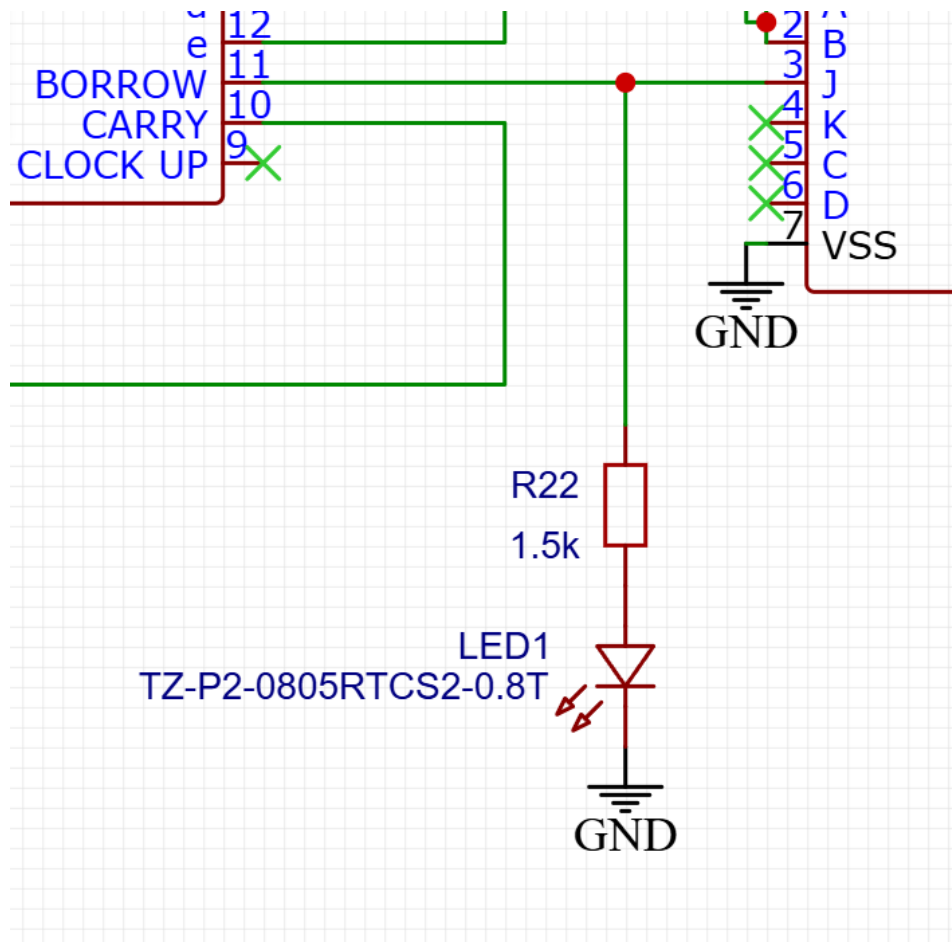 12
e
BORROW
11
CARRY
10
CLOCK UP
9
2
B
3
J
4
K
5
C
6
D
7
VSS
GND
R22
1.5k
LED1
TZ-P2-0805RTCS2-0.8T
GND